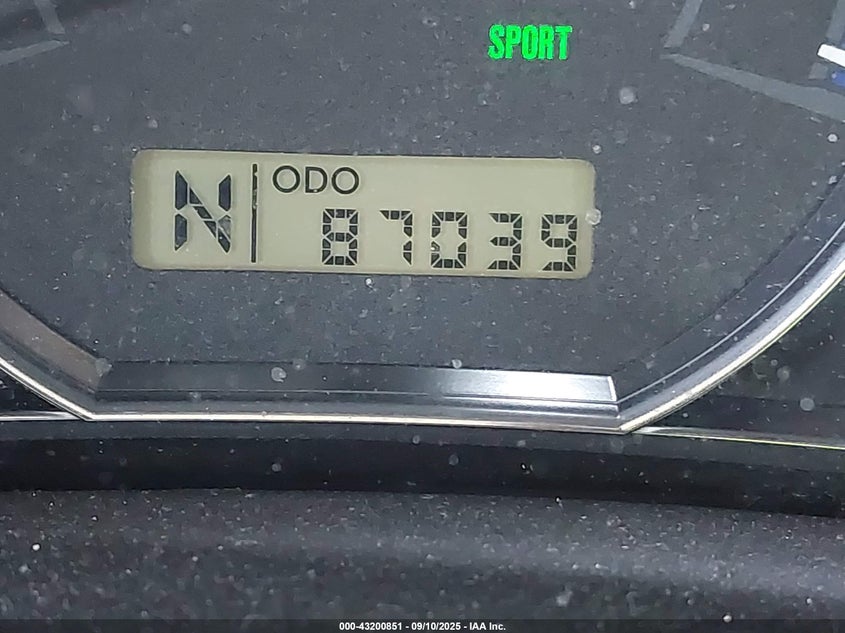 SPORT
ODO
N 87039
000-43200851 - 09/10/2025 - IAA Inc.